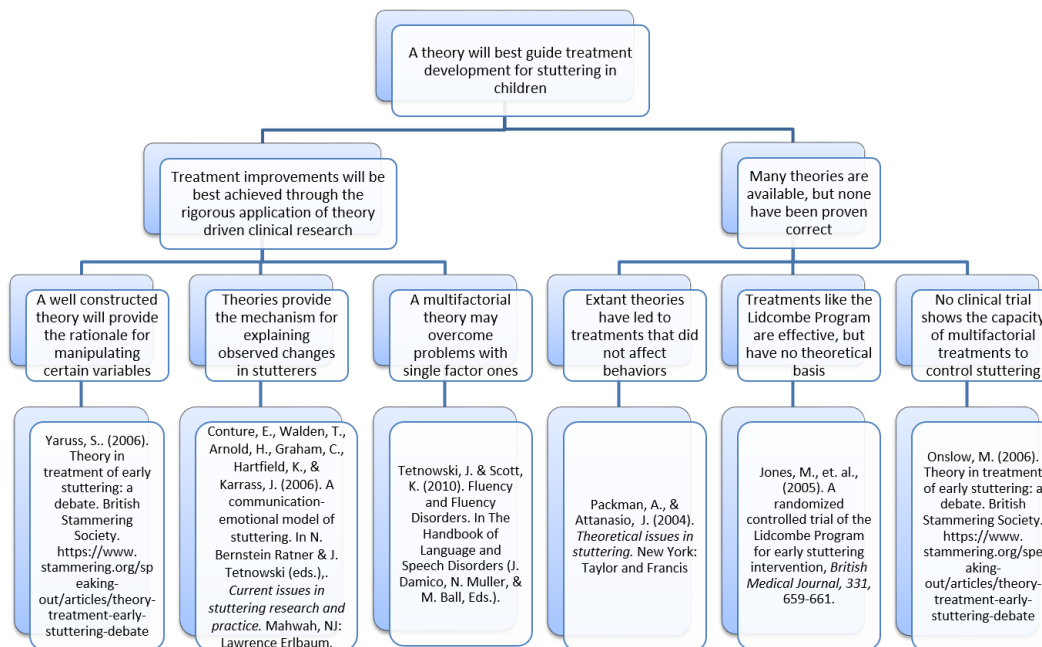 A theory will best guide treatment
development for stuttering in
children
Treatment improvements will be
best achieved through the
rigorous application of theory
driven clinical research
Many theories are
available, but none
have been proven
correct
A well constructed
theory will provide
the rationale for
manipulating
certain variables
Theories provide
the mechanism for
explaining
observed changes
in stutterers
A multifactorial
theory may
overcome
problems with
single factor ones
Extant theories
have led to
treatments that did
not affect
behaviors
Treatments like the
Lidcombe Program
are effective, but
have no theoretical
basis
No clinical trial
shows the capacity
of multifactorial
treatments to
control stuttering
Yaruss, S.. (2006).
Theory in
treatment of early
stuttering: a
debate. British
Stammering
Society.
https://www.
stammering.org/sp
eaking-
out/articles/theory-
treatment-early-
stuttering-debate
Conture, E., Walden, T.,
Arnold, H., Graham, C.,
Hartfield, K., &
Karrass, J. (2006). A
communication-
emotional model of
stuttering. In N.
Bernstein Ratner & J.
Tetnowski (eds.),.
Current issues in
stuttering research and
practice. Mahwah, NJ:
Lawrence Erlbaum.
Tetnowski, J. & Scott,
K. (2010). Fluency and
Fluency Disorders. In
The Handbook of
Language and
Speech Disorders (J.
Damico, N. Muller, &
M. Ball, Eds.).
Packman, A., &
Attanasio, J. (2004).
Theoretical issues in
stuttering. New York:
Taylor and Francis
Jones, M., et. al.,
(2005). A
randomized
controlled trial of the
Lidcombe Program
for early stuttering
intervention, British
Medical Journal, 331,
659-661.
Onslow, M. (2006).
Theory in treatment
of early stuttering: a
debate. British
Stammering Society.
https://www.
stammering.org/spe
aking-
out/articles/theory-
treatment-early-
stuttering-debate